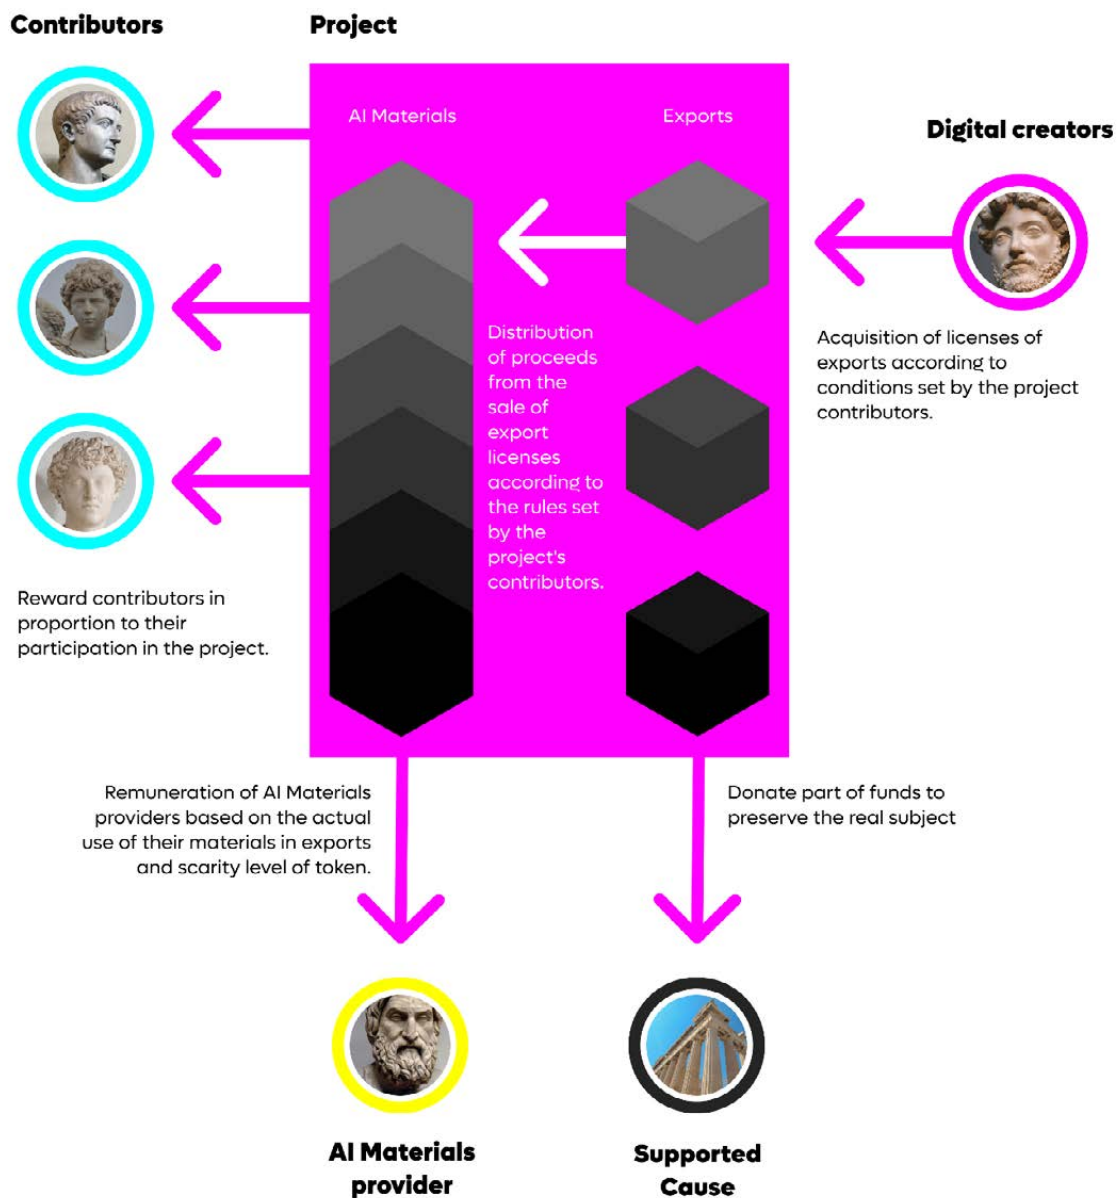 Contributors
Project
AI Materials
Exports
Digital creators
Distribution
of proceeds
from the
sale of
export
licenses
according to
the rules set
by the
project's
contributors.
Acquisition of licenses of
exports according to
conditions set by the project
contributors.
Reward contributors in
proportion to their
participation in the project.
Remuneration of AI Materials
providers based on the actual
use of their materials in exports
and scarity level of token.
Donate part of funds to
preserve the real subject
AI Materials
provider
Supported
Cause